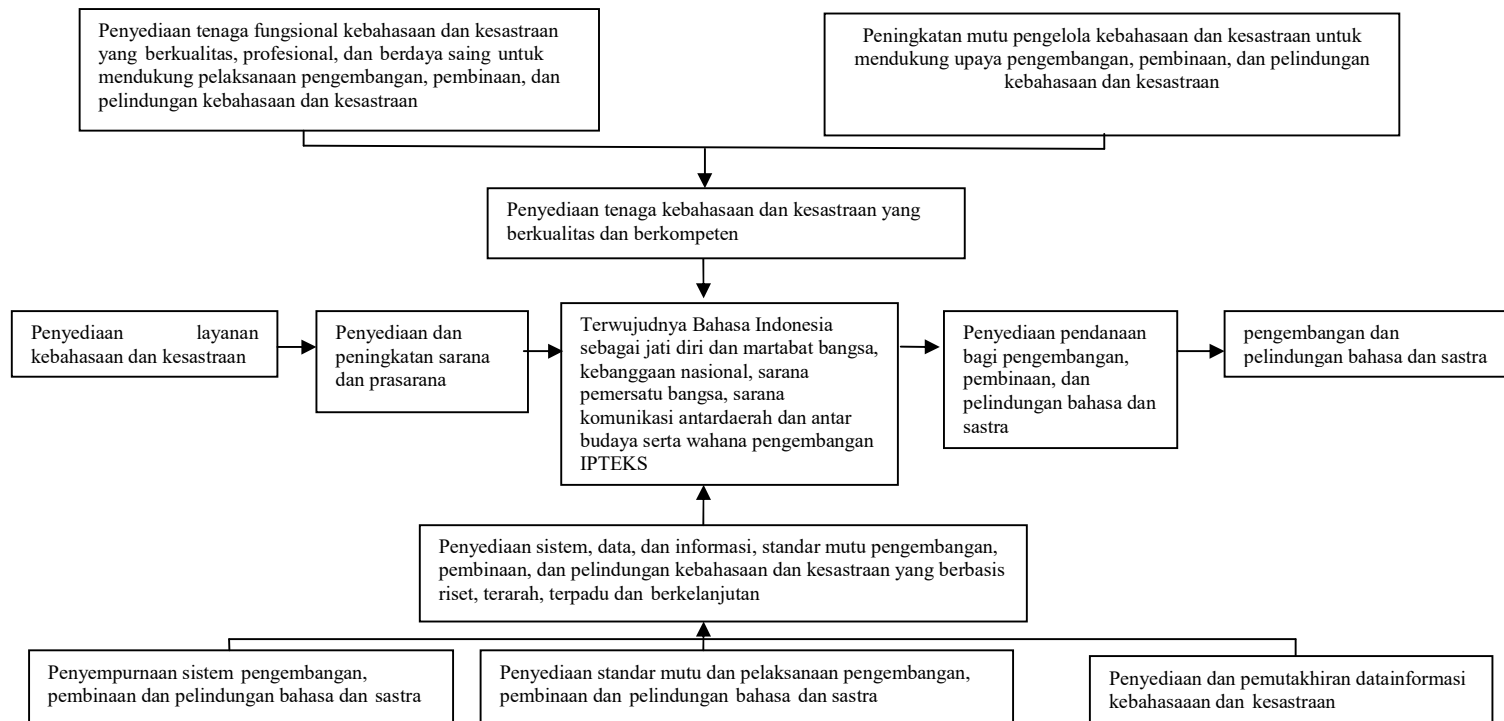 Penyediaan tenaga fungsional kebahasaan dan kesastraan
yang berkualitas, profesional, dan berdaya saing untuk
mendukung pelaksanaan pengembangan, pembinaan, dan
pelindungan kebahasaan dan kesastraan
Peningkatan mutu pengelola kebahasaan dan kesastraan untuk
mendukung upaya pengembangan, pembinaan, dan pelindungan
kebahasaan dan kesastraan
Penyediaan tenaga kebahasaan dan kesastraan yang
berkualitas dan berkompeten
Penyediaan layanan
kebahasaan dan kesastraan
Penyediaan dan
peningkatan sarana
dan prasarana
Terwujudnya Bahasa Indonesia
sebagai jati diri dan martabat bangsa,
kebanggaan nasional, sarana
pemersatu bangsa, sarana
komunikasi antardaerah dan antar
budaya serta wahana pengembangan
IPTEKS
Penyediaan pendanaan
bagi pengembangan,
pembinaan, dan
pelindungan bahasa dan
sastra
pengembangan dan
pelindungan bahasa dan sastra
Penyediaan sistem, data, dan informasi, standar mutu pengembangan,
pembinaan, dan pelindungan kebahasaan dan kesastraan yang berbasis
riset, terarah, terpadu dan berkelanjutan
Penyempurnaan sistem pengembangan,
pembinaan dan pelindungan bahasa dan sastra
Penyediaan standar mutu dan pelaksanaan pengembangan,
pembinaan dan pelindungan bahasa dan sastra
Penyediaan dan pemutakhiran datainformasi
kebahasaaan dan kesastraan